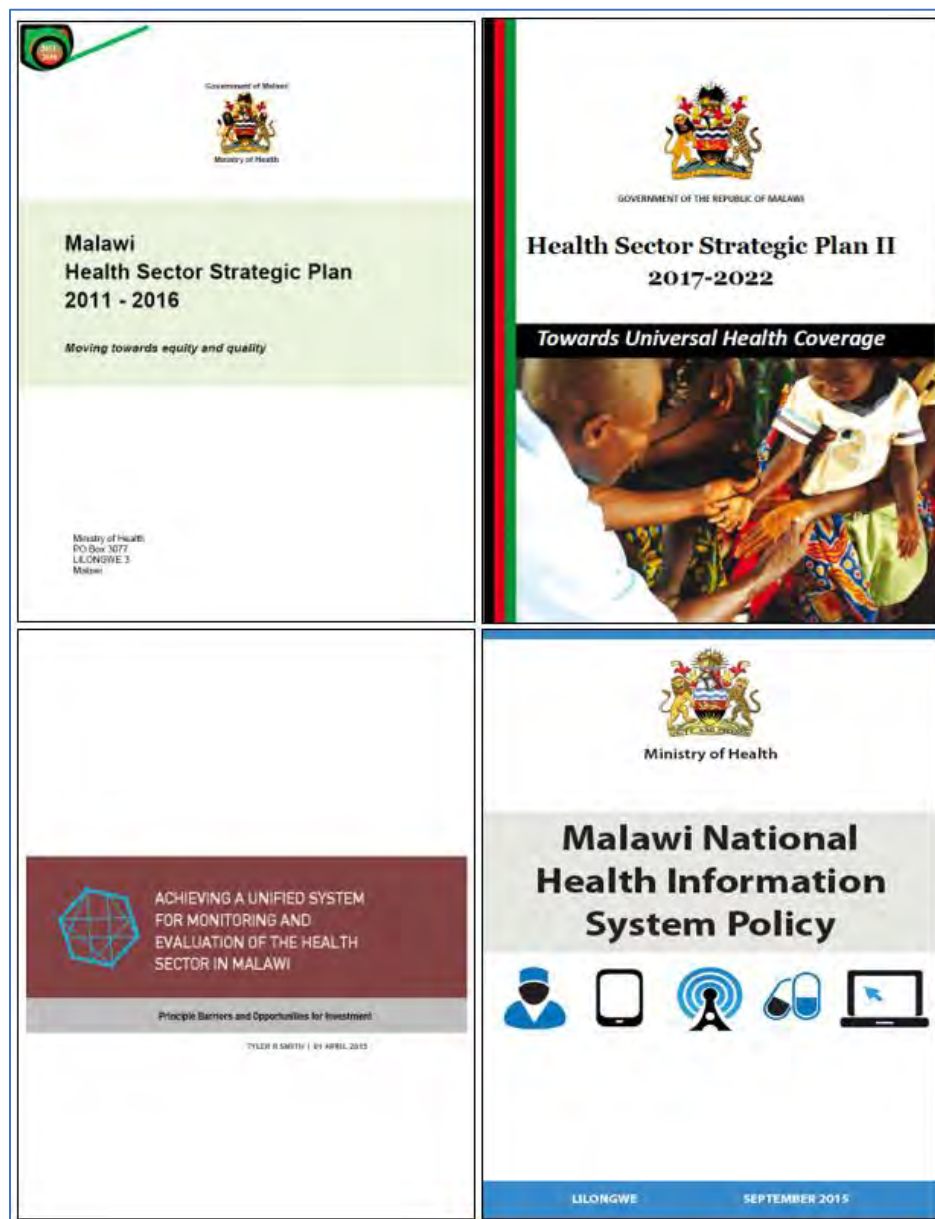 2011
2016
Government of Malawi
Ministry of Health
Malawi
Health Sector Strategic Plan
2011 - 2016
Moving towards equity and quality
Ministry of Health
PO Box 3077
LILONGWE 3
Malawi
GOVERNMENT OF THE REPUBLIC OF MALAWI
Health Sector Strategic Plan II
2017-2022
Towards Universal Health Coverage
ACHIEVING A UNIFIED SYSTEM
FOR MONITORING AND
EVALUATION OF THE HEALTH
SECTOR IN MALAWI
Principle Barriers and Opportunities for Investment
TYLER R SMITH | 01 APRIL 2015
Ministry of Health
Malawi National
Health Information
System Policy
LILONGWE SEPTEMBER 2015